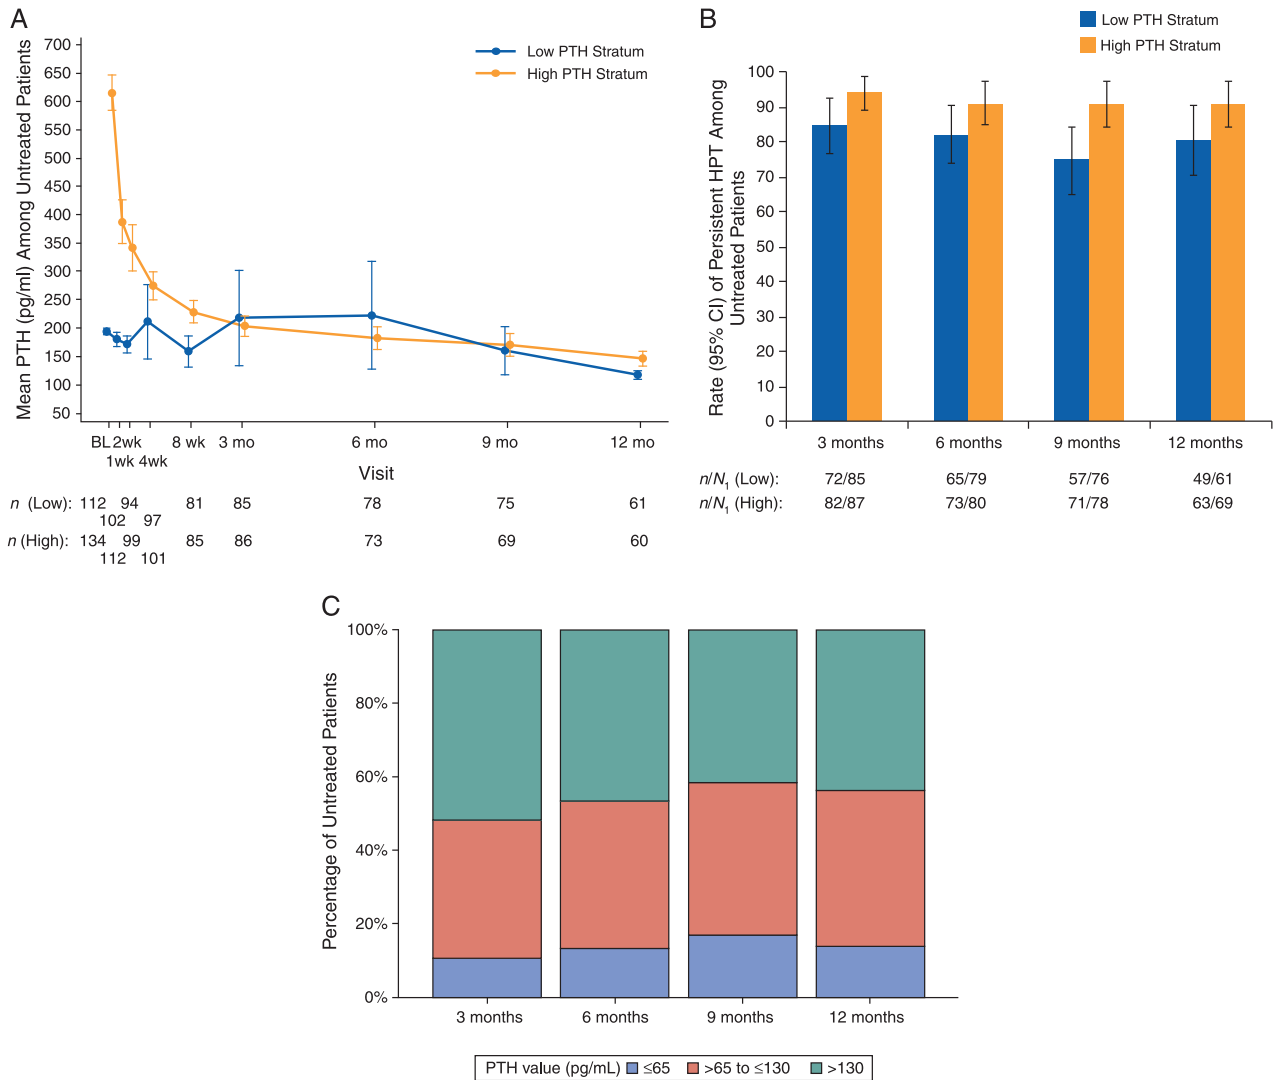 A
Mean PTH (pg/ml) Among Untreated Patients
700
650
600
550
500
450
400
350
300
250
200
150
100
50
Low PTH Stratum
High PTH Stratum
BL 2wk 8 wk 3 mo 6 mo 9 mo 12 mo
1wk 4wk
Visit
n (Low): 112 94 81 85 78 75 61
102 97
n (High): 134 99 85 86 73 69 60
112 101
B
Low PTH Stratum
High PTH Stratum
Rate (95% CI) of Persistent HPT Among
Untreated Patients
100
90
80
70
60
50
40
30
20
10
0
3 months 6 months 9 months 12 months
n/N1 (Low): 72/85 65/79 57/76 49/61
n/N1 (High): 82/87 73/80 71/78 63/69
C
Percentage of Untreated Patients
100%
80%
60%
40%
20%
0%
3 months 6 months 9 months 12 months
PTH value (pg/mL) ≤65 >65 to ≤130 >130